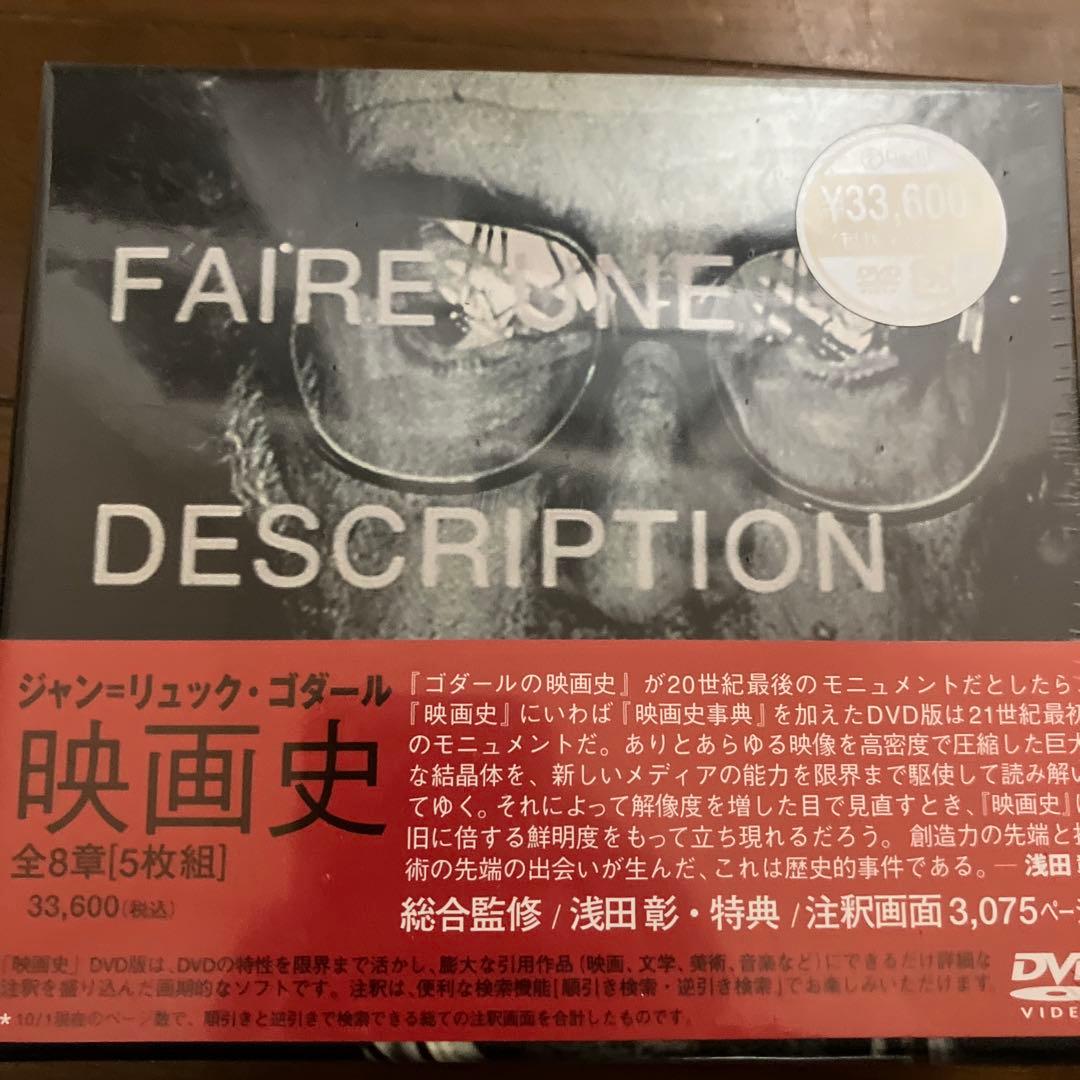 ¥33,600
DVD
FAIRE UNE
DESCRIPTION
ジャン=リュック・ゴダール
映画史
全8章[5枚組]
33,600(税込)
『ゴダールの映画史』が20世紀最後のモニュメントだとしたら、
『映画史』にいわば『映画史事典』を加えたDVD版は21世紀最初
のモニュメントだ。ありとあらゆる映像を高密度で圧縮した巨大
な結晶体を、新しいメディアの能力を限界まで駆使して読み解い
てゆく。それによって解像度を増した目で見直すとき、『映画史』は
旧に倍する鮮明度をもって立ち現れるだろう。創造力の先端と技
術の先端の出会いが生んだ、これは歴史的事件である。— 浅田彰
総合監修 / 浅田 彰・特典 / 注釈画面 3,075ページ
「映画史」DVD版は、DVDの特性を限界まで活かし、膨大な引用作品(映画、文学、美術、音楽など)にできるだけ詳細な
注釈を盛り込んだ画期的なソフトです。注釈は、便利な検索機能[順引き検索・逆引き検索]でお楽しみいただけます。
*10/1現在のページ数で、順引きと逆引きで検索できる総ての注釈画面を合計したものです。
DVD
VIDEO